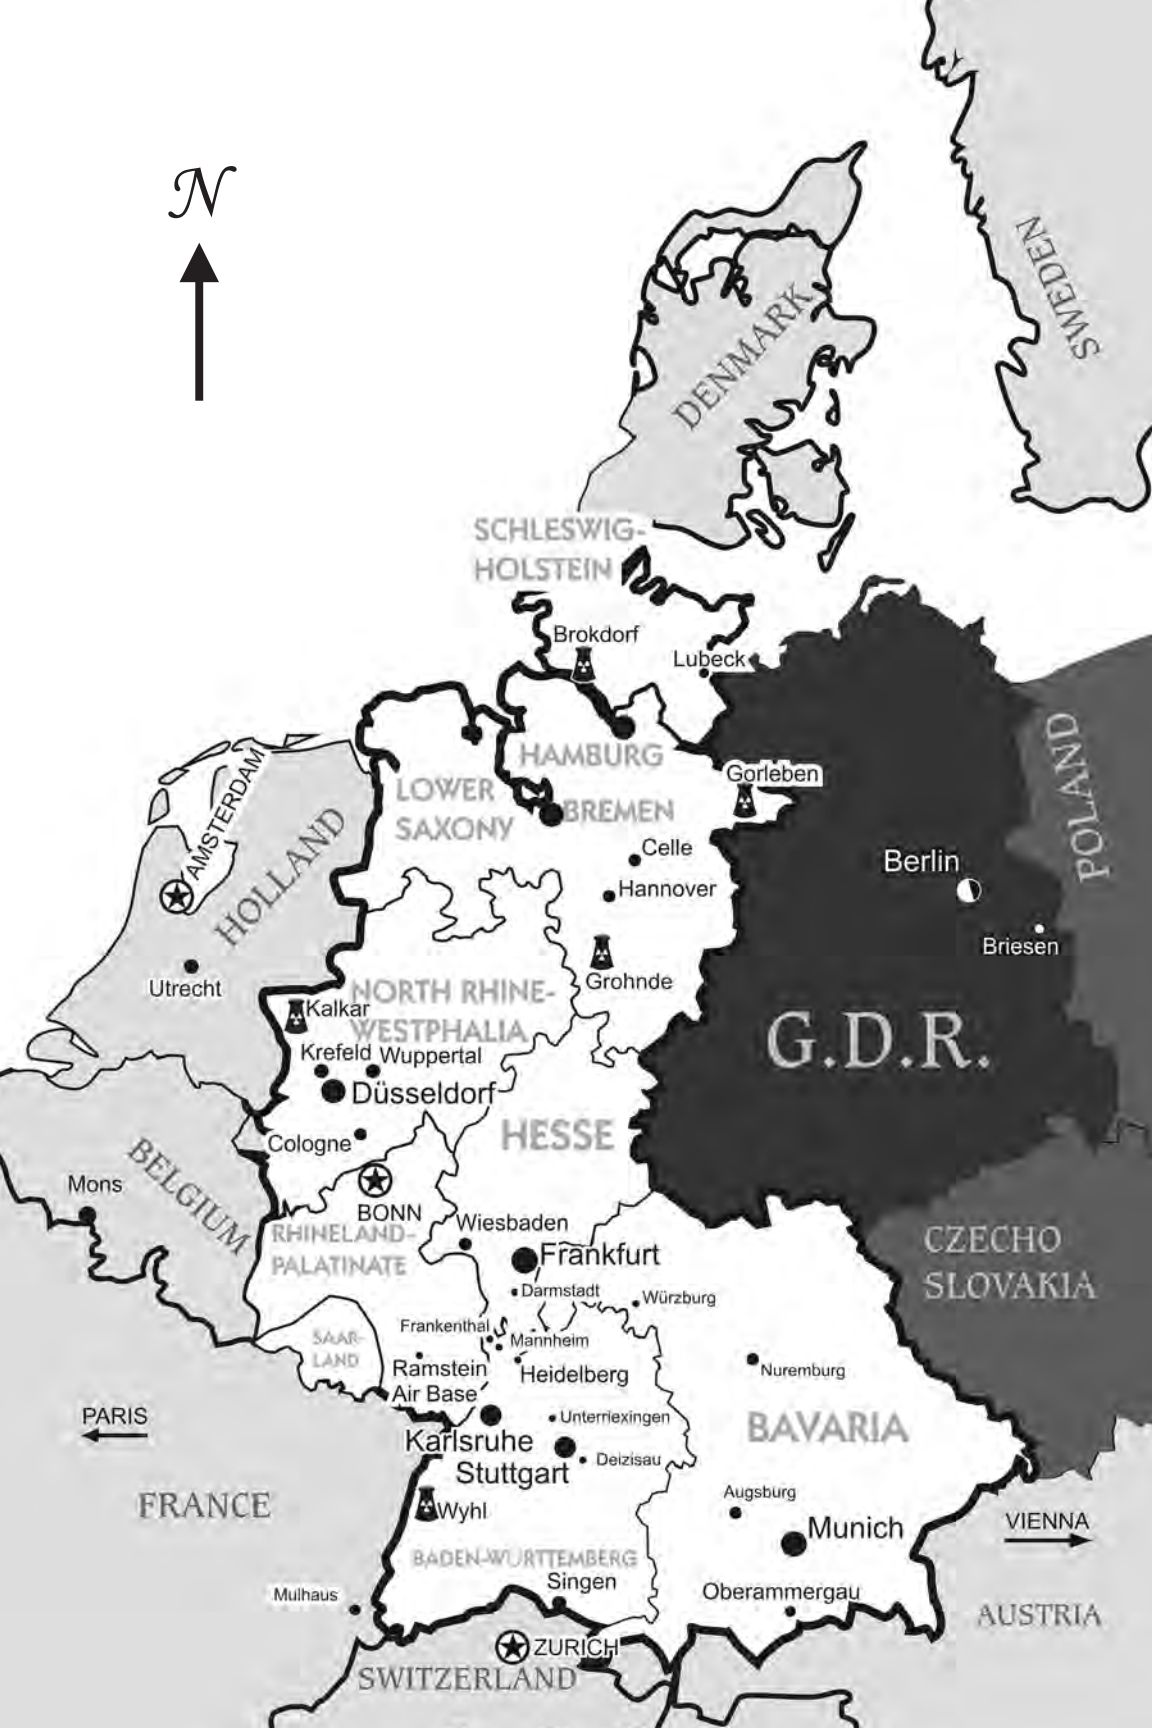 N
SWEDEN
DENMARK
SCHLESWIG-
HOLSTEIN
Brokdorf
Lubeck
POLAND
HAMBURG
AMSTERDAM
Gorleben
LOWER
SAXONY
BREMEN
HOLLAND
Celle
Berlin
Hannover
Briesen
Utrecht
Grohnde
NORTH RHINE-
WESTPHALIA
Kalkar
G.D.R.
Krefeld
Wuppertal
Düsseldorf
HESSE
Cologne
BELGIUM
Mons
BONN
RHINELAND-
PALATINATE
Wiesbaden
Frankfurt
CZECHO
SLOVAKIA
Darmstadt
Würzburg
Frankenthal
Mannheim
SAAR-
LAND
Ramstein
Air Base
Heidelberg
Nuremburg
PARIS
Unterriexingen
BAVARIA
Karlsruhe
Stuttgart
Deizisau
FRANCE
Wyhl
Augsburg
Munich
VIENNA
BADEN-WURTTEMBERG
Singen
Mulhaus
Oberammergau
AUSTRIA
ZURICH
SWITZERLAND